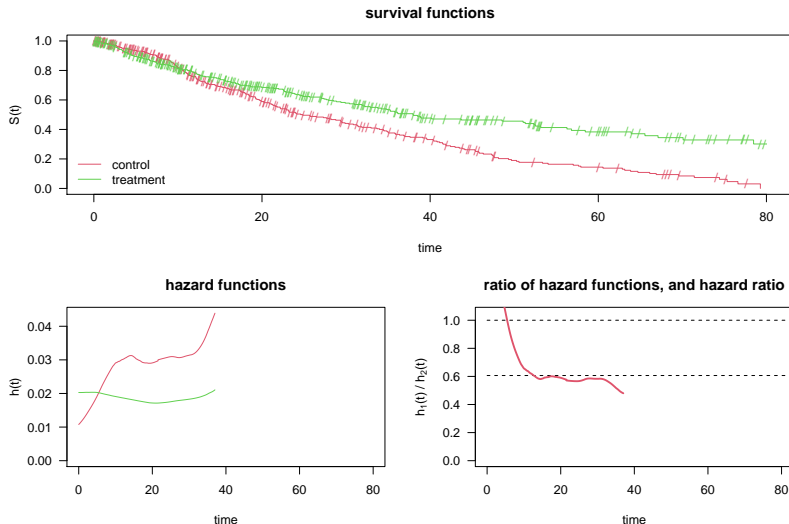 survival functions
1.0
0.8
0.6
0.4
0.2
0.0
S(t)
control
treatment
0
20
40
60
80
time
hazard functions
0.04
0.03
0.02
0.01
0.00
h(t)
0
20
40
60
80
time
ratio of hazard functions, and hazard ratio
1.0
0.8
0.6
0.4
0.2
0.0
h₁(t) / h₂(t)
0
20
40
60
80
time